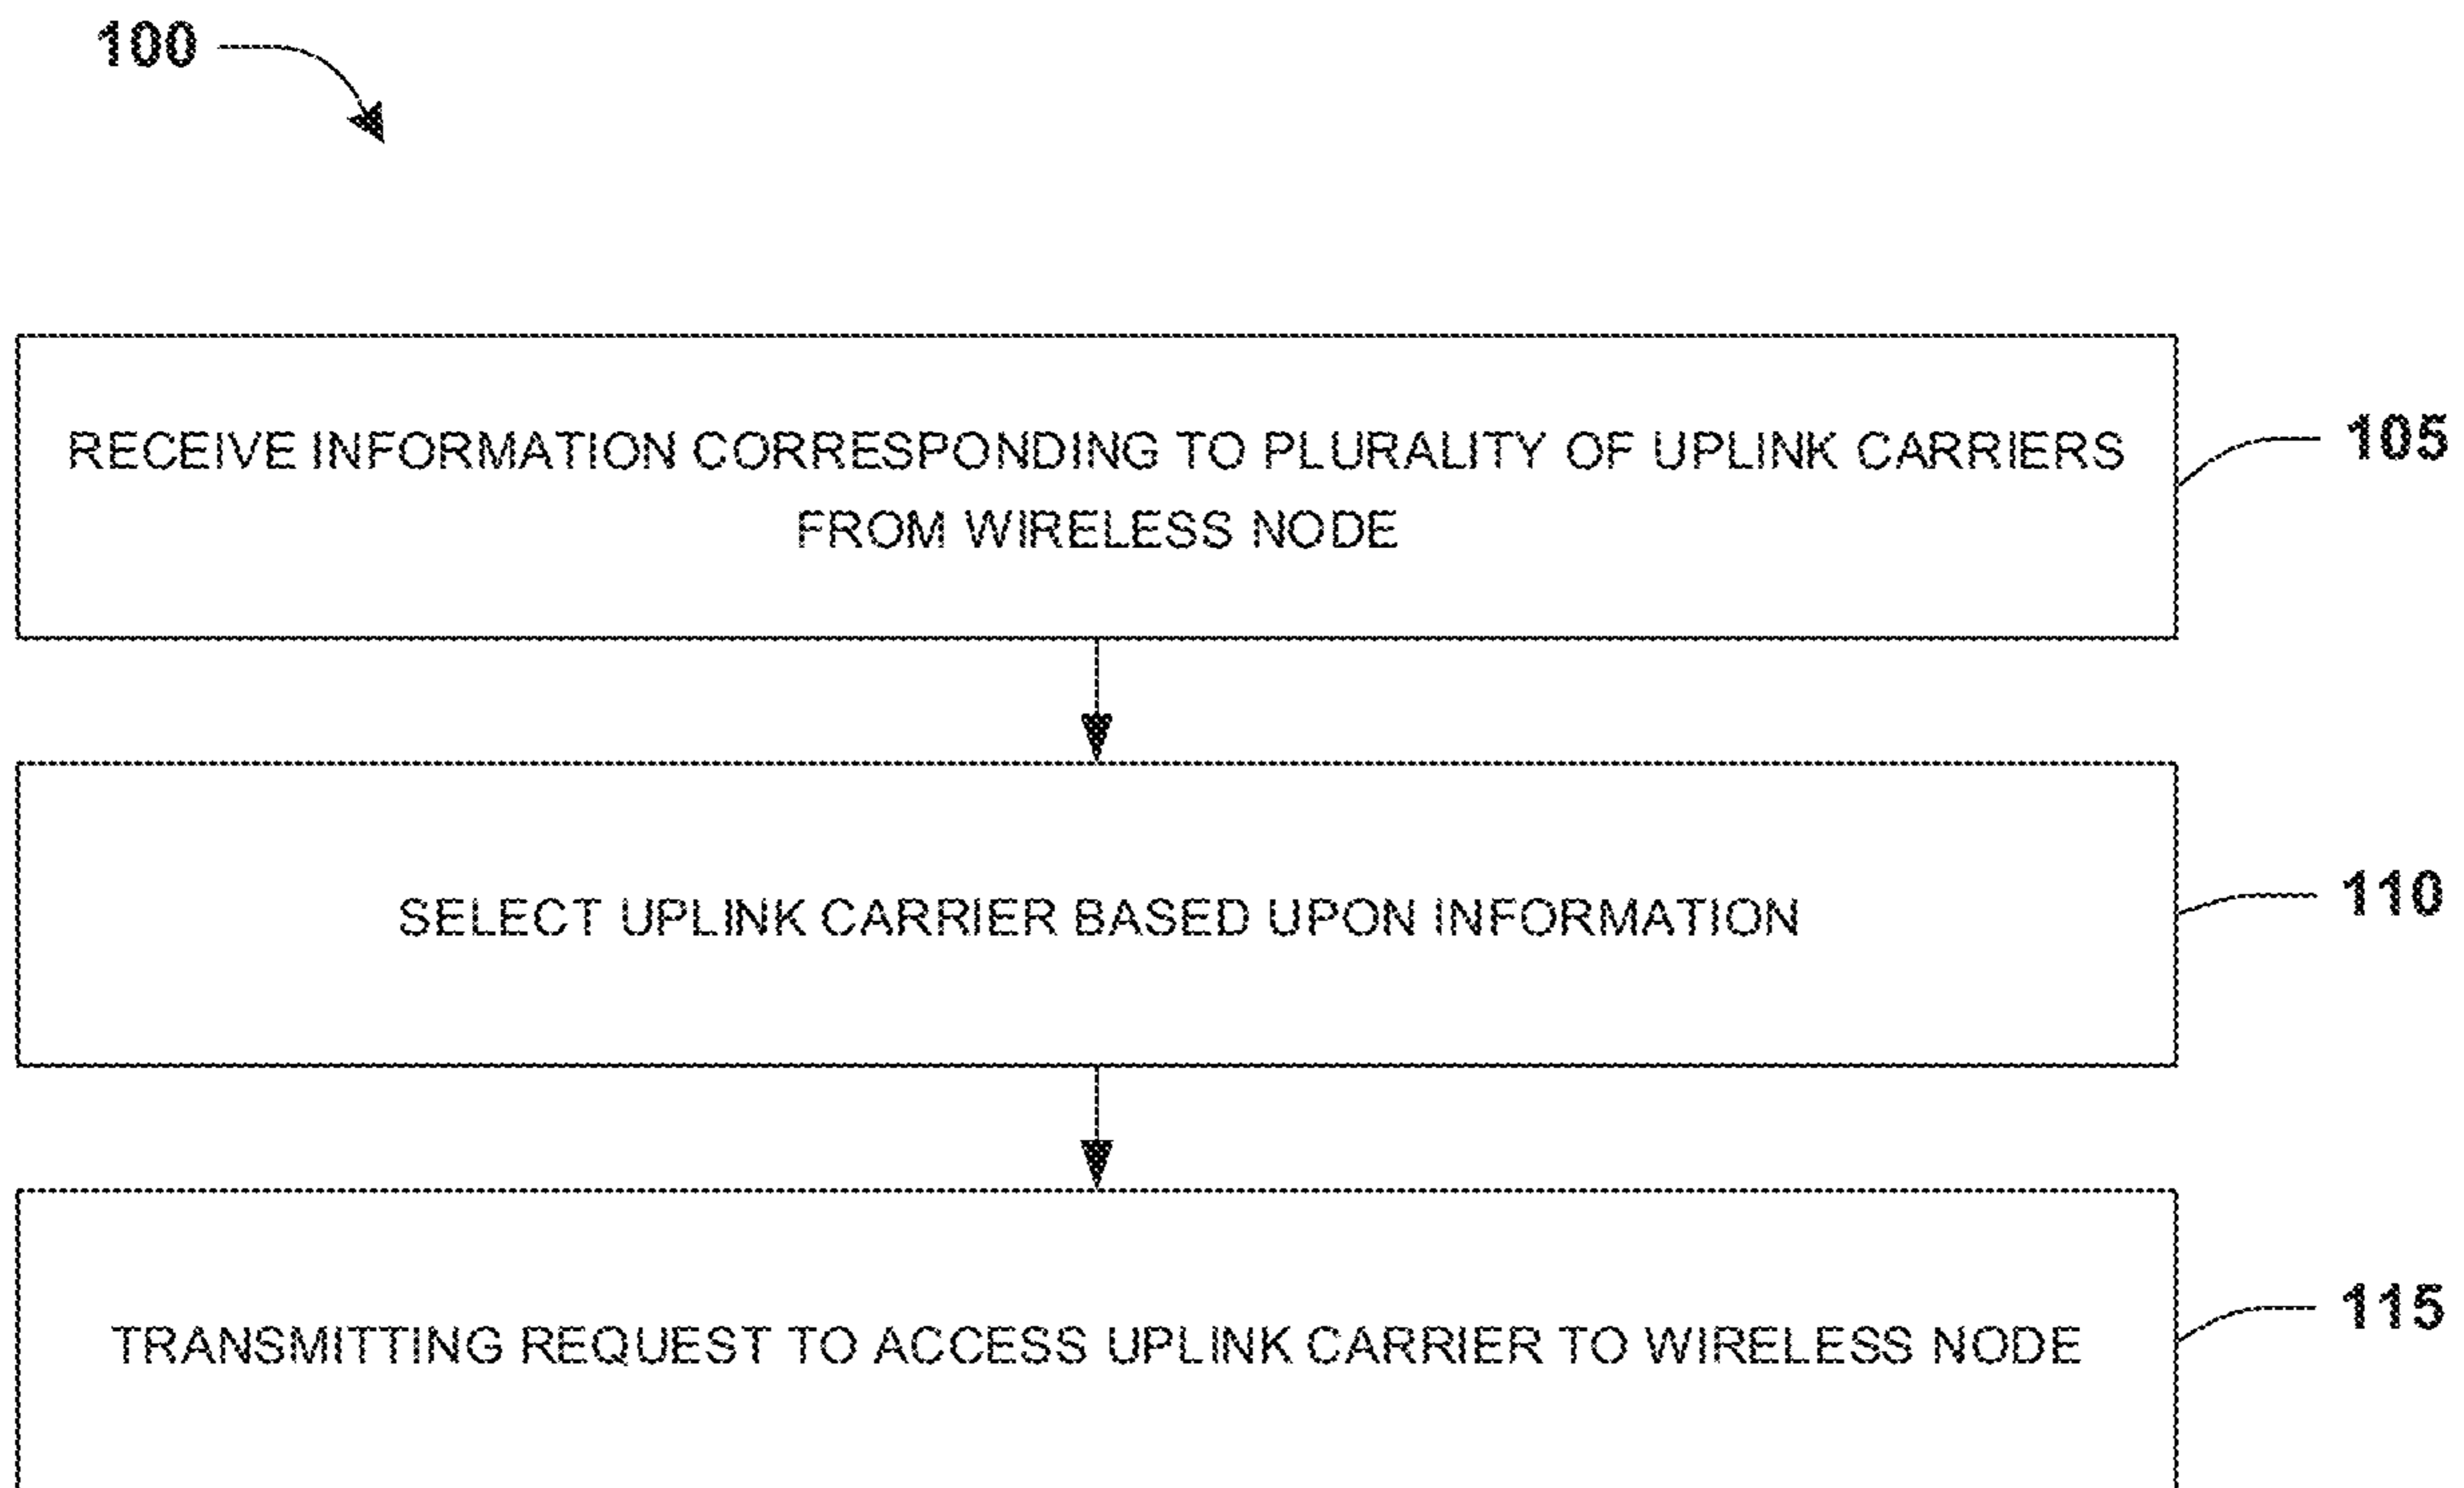 100
RECEIVE INFORMATION CORRESPONDING TO PLURALITY OF UPLINK CARRIERS
FROM WIRELESS NODE
105
SELECT UPLINK CARRIER BASED UPON INFORMATION
110
TRANSMITTING REQUEST TO ACCESS UPLINK CARRIER TO WIRELESS NODE
115